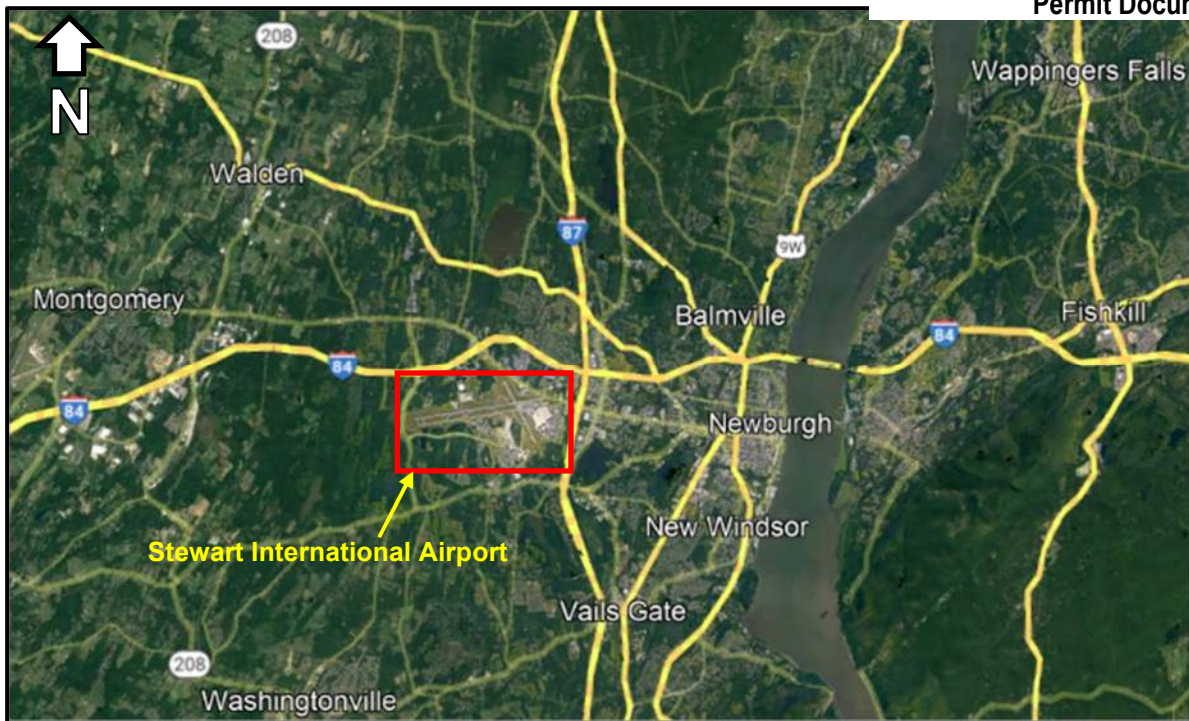 Permit Docu
208
Wappingers Falls
N
Walden
87
9W
Montgomery
Balmville
Fishkill
84
84
84
Newburgh
New Windsor
Stewart International Airport
Vails Gate
208
Washingtonville